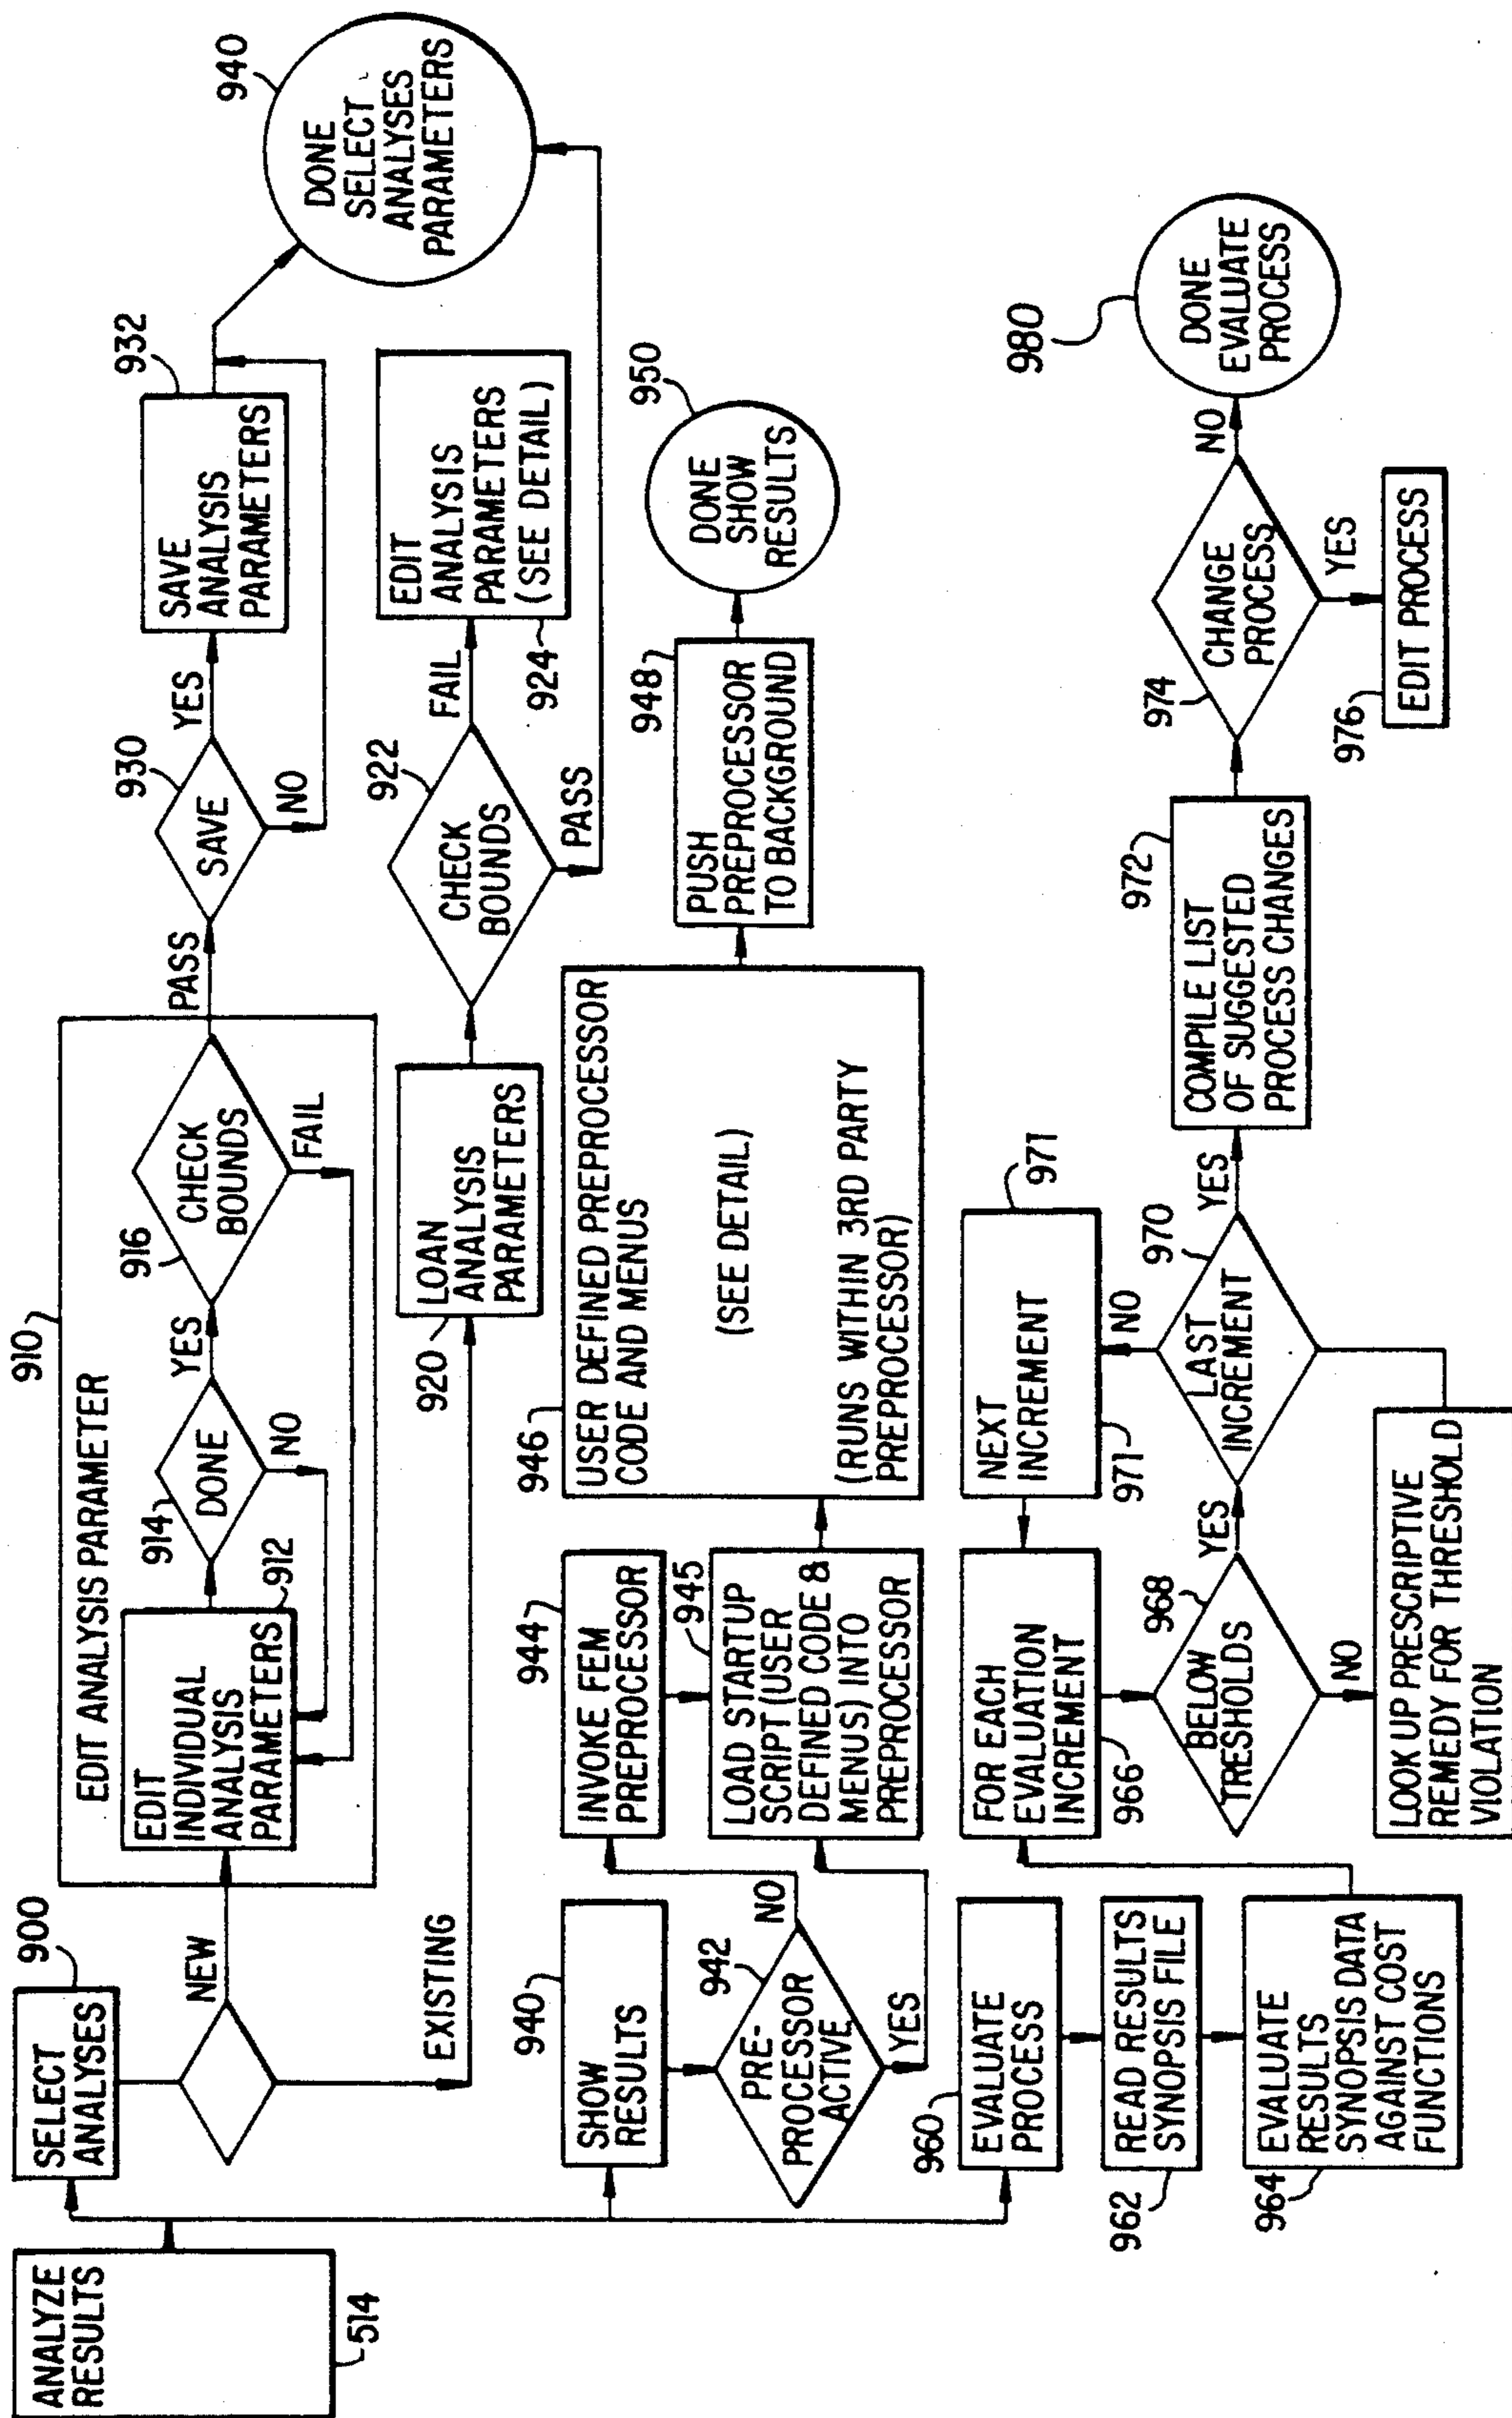 ANALYZE
RESULTS
514
SELECT
ANALYSES
900
NEW
EXISTING
910
EDIT ANALYSIS PARAMETER
EDIT
INDIVIDUAL
ANALYSIS
PARAMETERS
912
914
DONE
YES
NO
916
CHECK
BOUNDS
FAIL
PASS
930
SAVE
YES
NO
932
SAVE
ANALYSIS
PARAMETERS
940
DONE
SELECT
ANALYSES
PARAMETERS
920
LOAN
ANALYSIS
PARAMETERS
922
CHECK
BOUNDS
FAIL
PASS
924
EDIT
ANALYSIS
PARAMETERS
(SEE DETAIL)
940
SHOW
RESULTS
942
PRE-
PROCESSOR
ACTIVE
NO
YES
944
INVOKE FEM
PREPROCESSOR
945
LOAD STARTUP
SCRIPT (USER
DEFINED CODE &
MENUS) INTO
PREPROCESSOR
946
USER DEFINED PREPROCESSOR
CODE AND MENUS
(SEE DETAIL)
(RUNS WITHIN 3RD PARTY
PREPROCESSOR)
948
PUSH
PREPROCESSOR
TO BACKGROUND
950
DONE
SHOW
RESULTS
960
EVALUATE
PROCESS
962
READ RESULTS
SYNOPSIS FILE
964
EVALUATE
RESULTS
SYNOPSIS DATA
AGAINST COST
FUNCTIONS
FOR EACH
EVALUATION
INCREMENT
966
968
BELOW
TRESHOLDS
YES
NO
LOOK UP PRESCRIPTIVE
REMEDY FOR THRESHOLD
VIOLATION
971
NEXT
INCREMENT
971
970
LAST
INCREMENT
NO
YES
972
COMPILE LIST
OF SUGGESTED
PROCESS CHANGES
974
CHANGE
PROCESS
NO
YES
976
EDIT PROCESS
980
DONE
EVALUATE
PROCESS